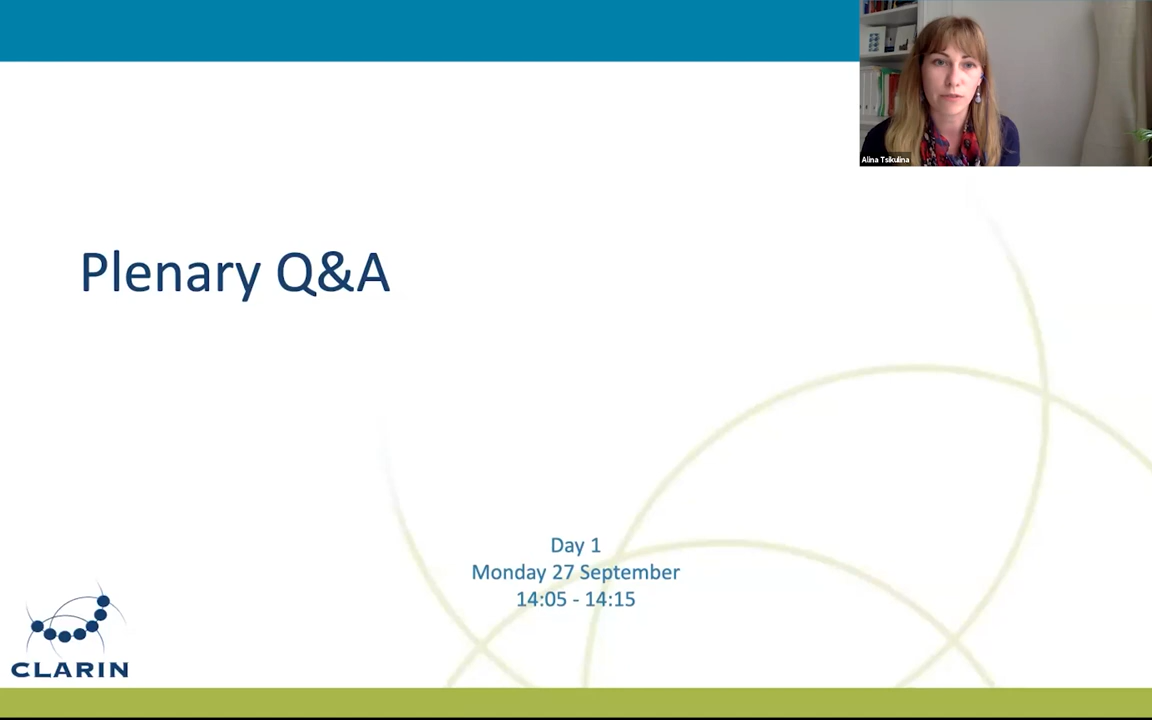 Alina Tsikulina
Plenary Q&A
Day 1
Monday 27 September
14:05 - 14:15
CLARIN